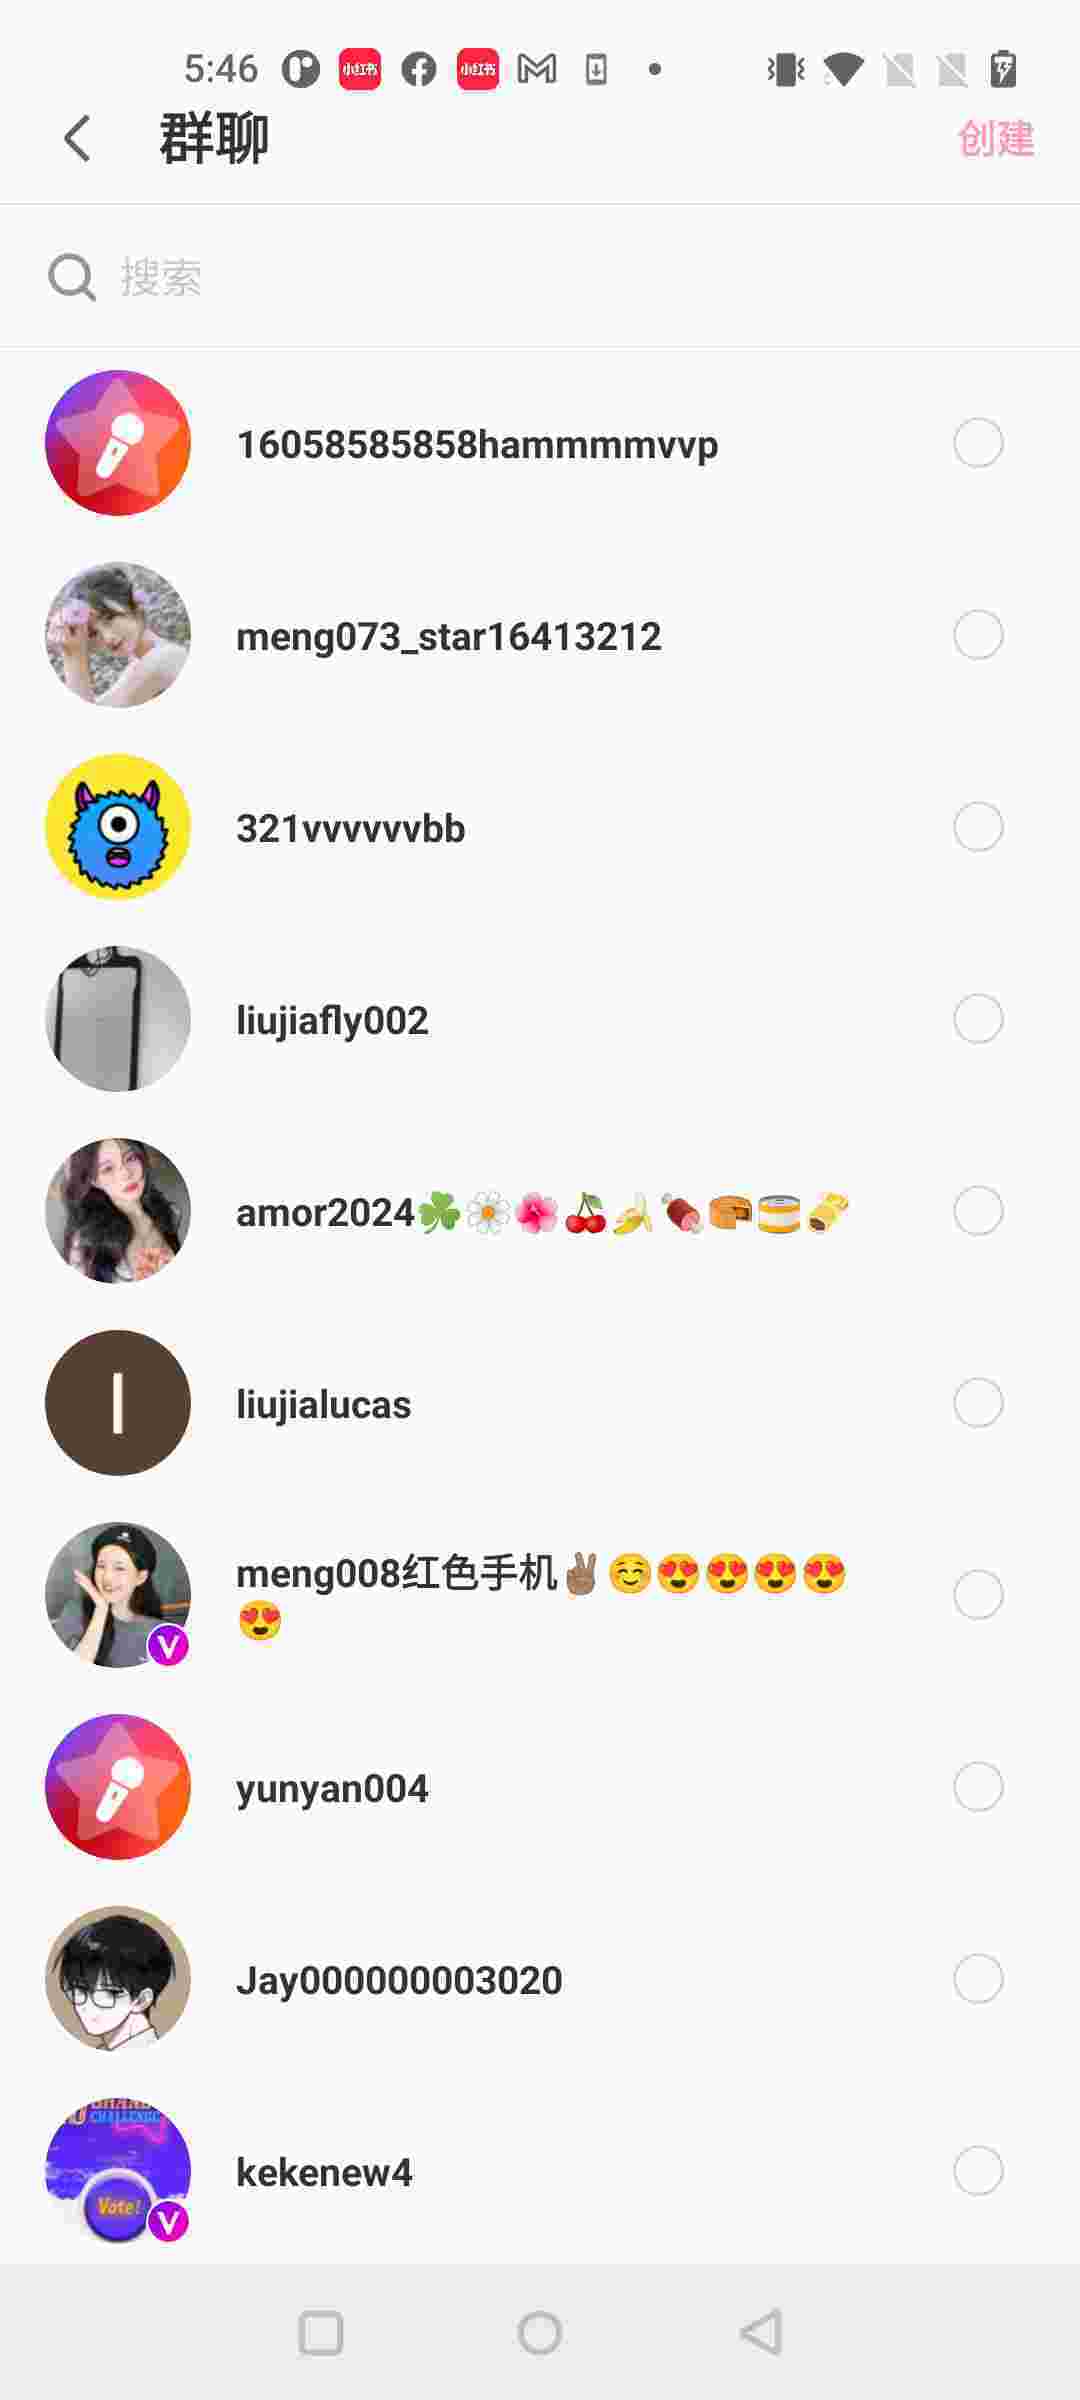 5:46
小红书
小红书
群聊
创建
搜索
16058585858hammmmvvp
meng073_star16413212
321vvvvvvbb
liujiafly002
amor2024☘️🌼🌺🍒🍌🍖🥮🥫🫔
l
liujialucas
meng008红色手机✌🏽☺️😍😍😍😍
😍
V
yunyan004
Jay000000003020
Vote!
V
kekenew4